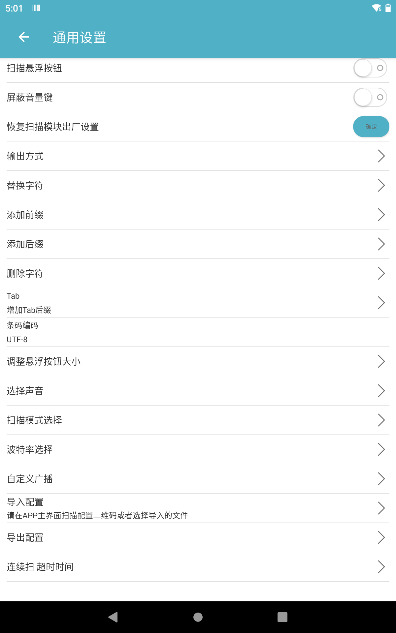 5:01
通用设置
扫描悬浮按钮
屏蔽音量键
恢复扫描模块出厂设置
输出方式
替换字符
添加前缀
添加后缀
删除字符
Tab
增加Tab后缀
条码编码
UTF-8
调整悬浮按钮大小
选择声音
扫描模式选择
波特率选择
自定义广播
导入配置
请在APP主界面扫描配置二维码或者选择导入的文件
导出配置
连续扫 超时时间